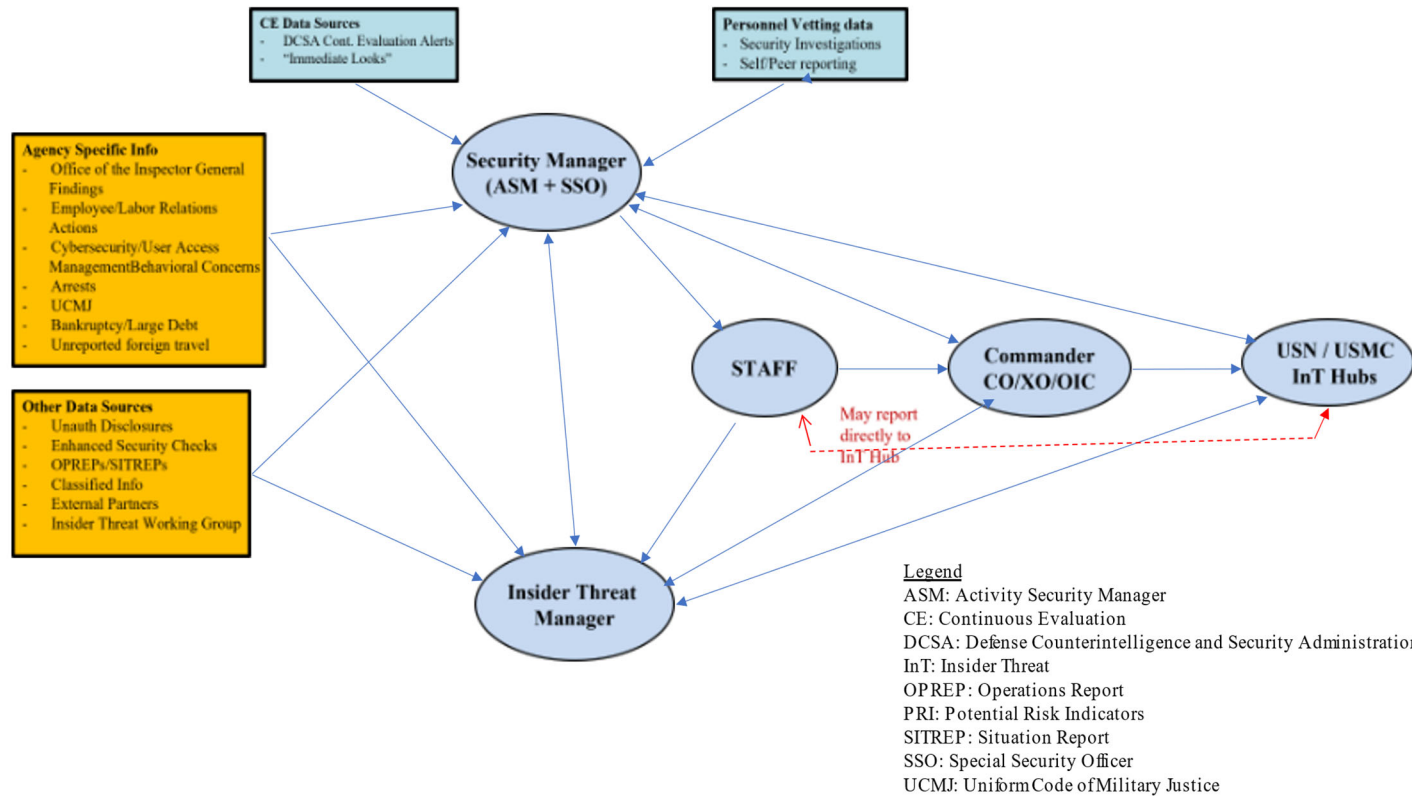 CE Data Sources
- DCSA Cont. Evaluation Alerts
- “Immediate Looks”
Personnel Vetting data
- Security Investigations
- Self/Peer reporting
Agency Specific Info
- Office of the Inspector General
Findings
- Employee/Labor Relations
Actions
- Cybersecurity/User Access
ManagementBehavioral Concerns
- Arrests
- UCMJ
- Bankruptcy/Large Debt
- Unreported foreign travel
Security Manager
(ASM + SSO)
STAFF
Commander
CO/XO/OIC
USN / USMC
InT Hubs
May report
directly to
InT Hub
Other Data Sources
- Unauth Disclosures
- Enhanced Security Checks
- OPREPs/SITREPs
- Classified Info
- External Partners
- Insider Threat Working Group
Insider Threat
Manager
Legend
ASM: Activity Security Manager
CE: Continuous Evaluation
DCSA: Defense Counterintelligence and Security Administration
InT: Insider Threat
OPREP: Operations Report
PRI: Potential Risk Indicators
SITREP: Situation Report
SSO: Special Security Officer
UCMJ: Uniform Code of Military Justice